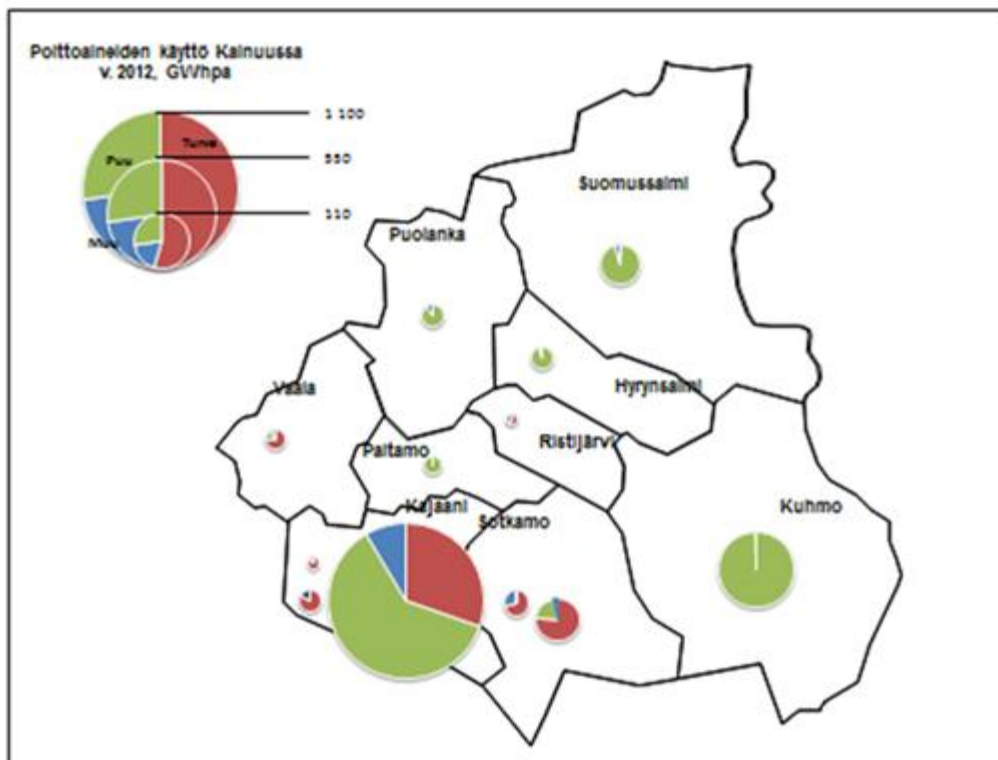 Polttoaineiden käyttö Kainuussa
v. 2012, GWhpa
1 100
Turve
Puu
550
110
Muu
Suomussalmi
Puolanka
Hyrynsalmi
Vaala
Ristijärvi
Paltamo
Kajaani
Sotkamo
Kuhmo